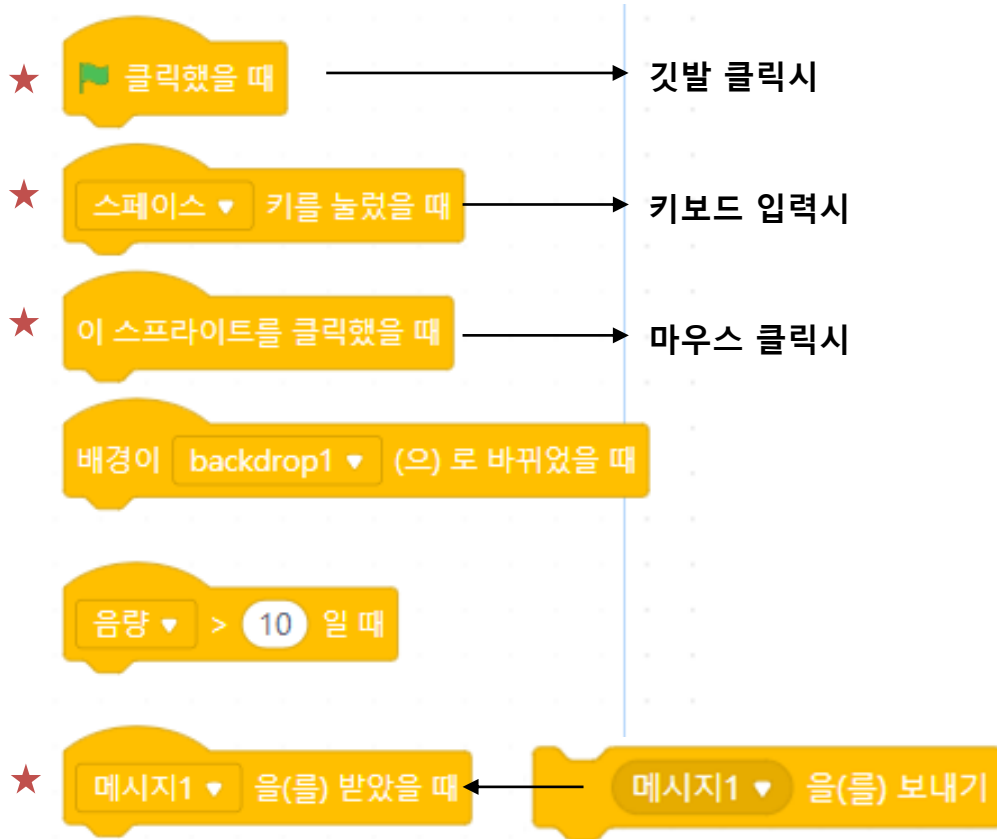 클릭했을 때
깃발 클릭시
스페이스 키를 눌렀을 때
키보드 입력시
이 스프라이트를 클릭했을 때
마우스 클릭시
배경이 backdrop1 (으) 로 바뀌었을 때
음량 > 10 일 때
메시지1 을(를) 받았을 때
메시지1 을(를) 보내기